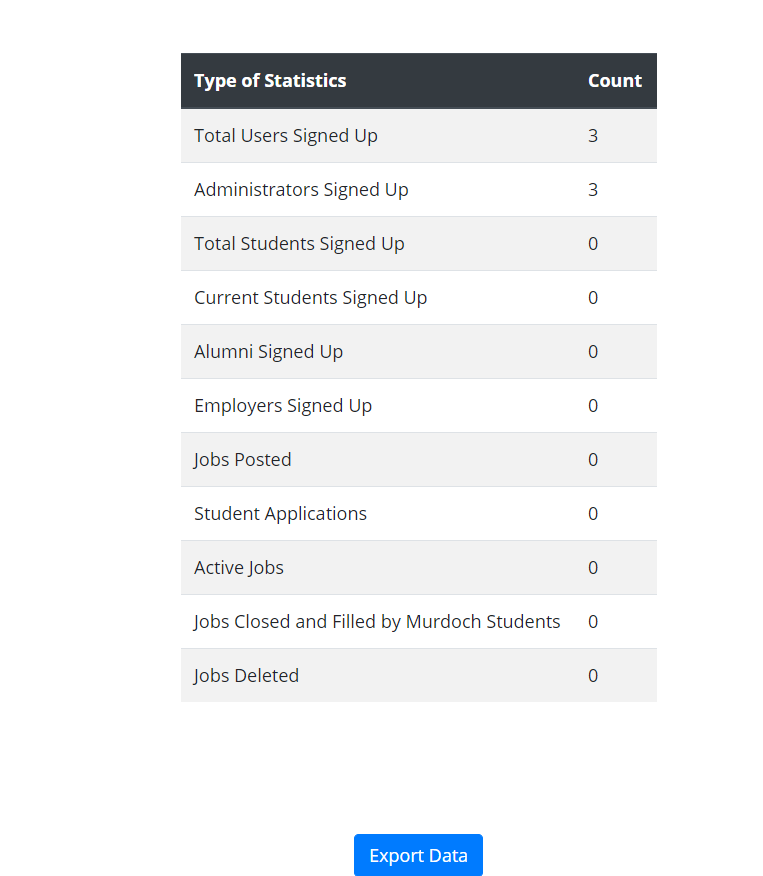 Type of Statistics Count
Total Users Signed Up 3
Administrators Signed Up 3
Total Students Signed Up 0
Current Students Signed Up 0
Alumni Signed Up 0
Employers Signed Up 0
Jobs Posted 0
Student Applications 0
Active Jobs 0
Jobs Closed and Filled by Murdoch Students 0
Jobs Deleted 0
Export Data